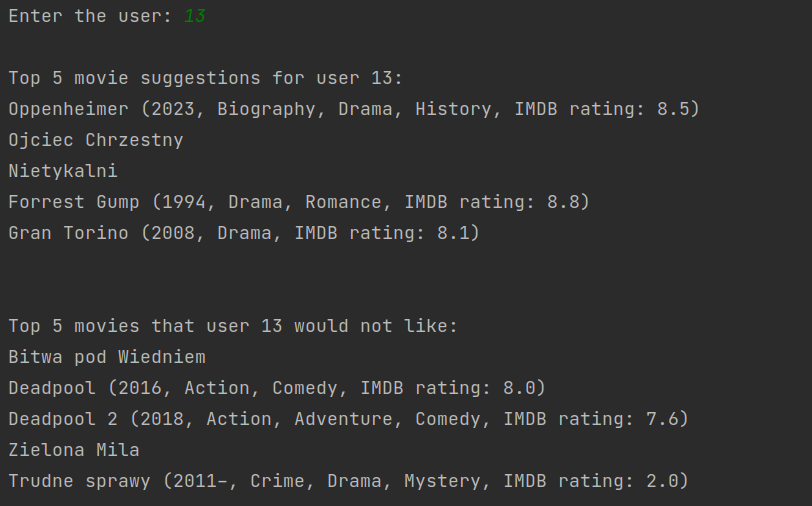 Enter the user: 13
Top 5 movie suggestions for user 13:
Oppenheimer (2023, Biography, Drama, History, IMDB rating: 8.5)
Ojciec Chrzestny
Nietykalni
Forrest Gump (1994, Drama, Romance, IMDB rating: 8.8)
Gran Torino (2008, Drama, IMDB rating: 8.1)
Top 5 movies that user 13 would not like:
Bitwa pod Wiedniem
Deadpool (2016, Action, Comedy, IMDB rating: 8.0)
Deadpool 2 (2018, Action, Adventure, Comedy, IMDB rating: 7.6)
Zielona Mila
Trudne sprawy (2011–, Crime, Drama, Mystery, IMDB rating: 2.0)